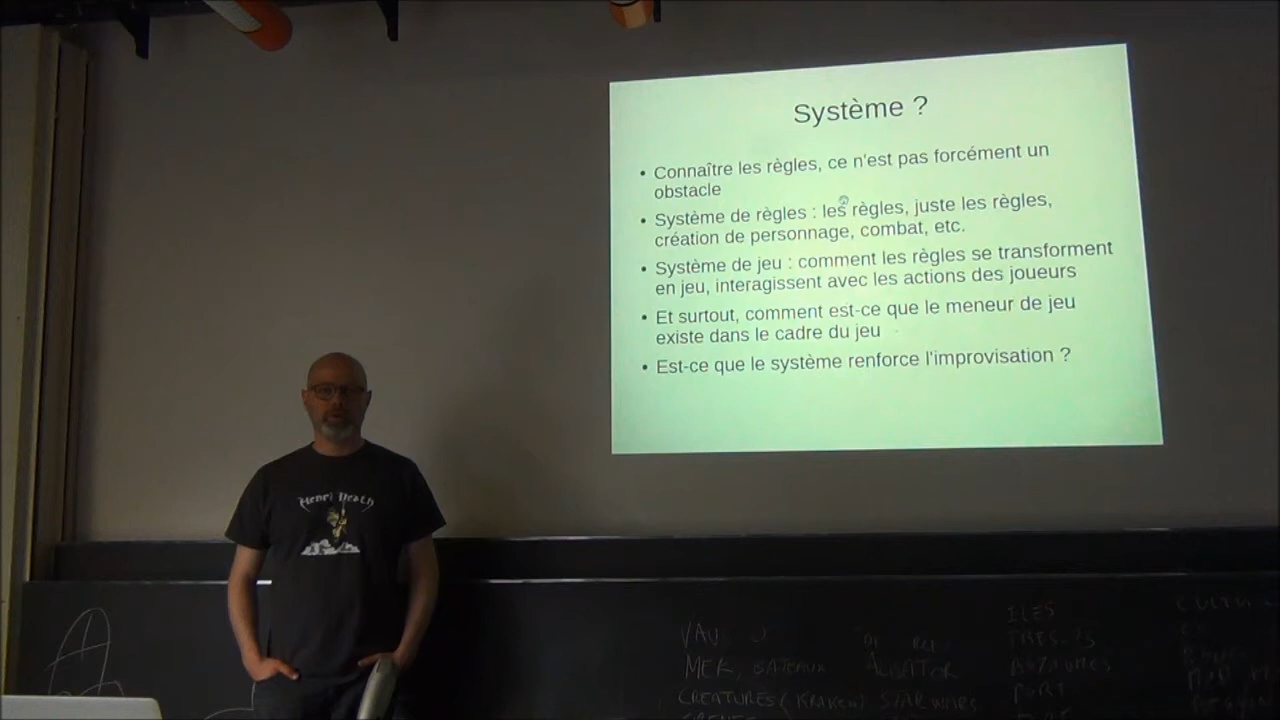 Système ?
• Connaître les règles, ce n'est pas forcément un
obstacle
• Système de règles : les règles, juste les règles,
création de personnage, combat, etc.
• Système de jeu : comment les règles se transforment
en jeu, interagissent avec les actions des joueurs
• Et surtout, comment est-ce que le meneur de jeu
existe dans le cadre du jeu
• Est-ce que le système renforce l'improvisation ?
Henri Death
ILES
MER, BATEAUX ALBATOR
CREATURES (KRAKEN) STAR WARS PORT